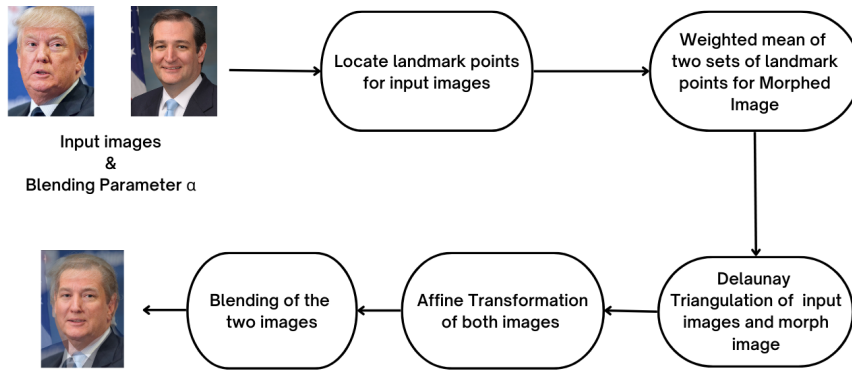 Input images
&
Blending Parameter α
Locate landmark points
for input images
Weighted mean of
two sets of landmark
points for Morphed
Image
Delaunay
Triangulation of input
images and morph
image
Affine Transformation
of both images
Blending of the
two images